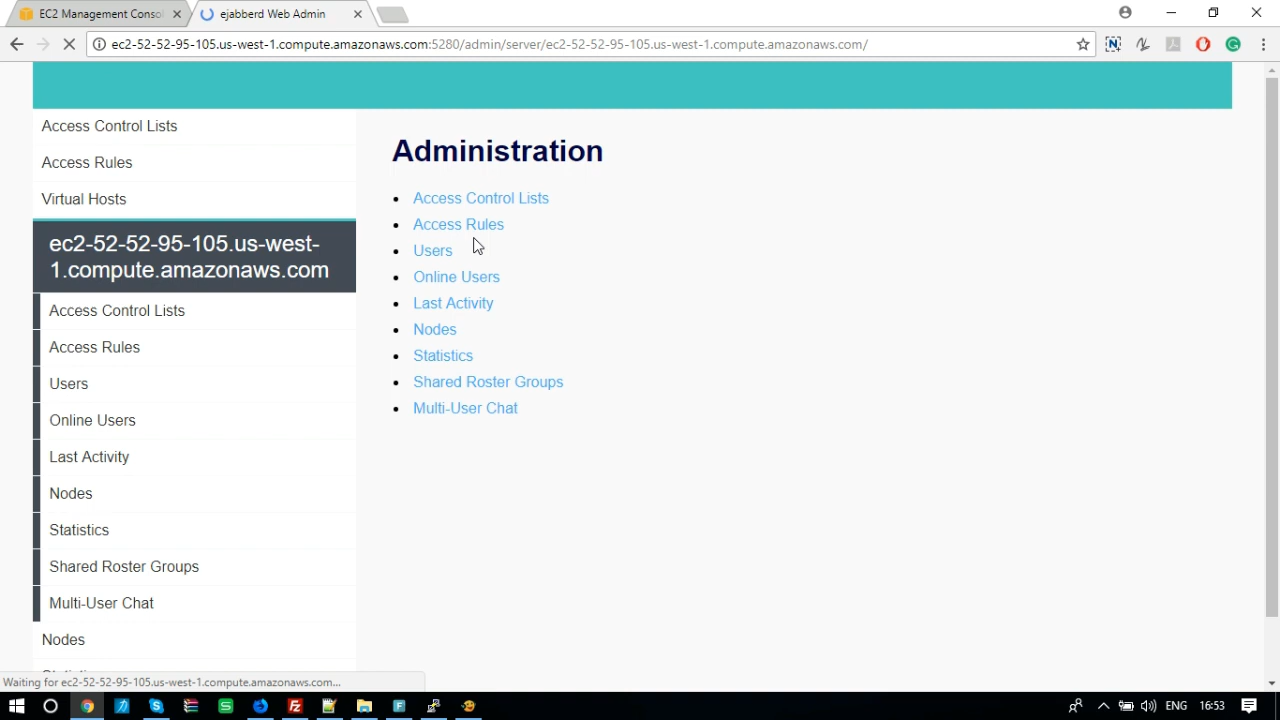 EC2 Management Conso
ejabberd Web Admin
ec2-52-52-95-105.us-west-1.compute.amazonaws.com:5280/admin/server/ec2-52-52-95-105.us-west-1.compute.amazonaws.com/
Access Control Lists
Access Rules
Virtual Hosts
ec2-52-52-95-105.us-west-
1.compute.amazonaws.com
Access Control Lists
Access Rules
Users
Online Users
Last Activity
Nodes
Statistics
Shared Roster Groups
Multi-User Chat
Nodes
Administration
Access Control Lists
Access Rules
Users
Online Users
Last Activity
Nodes
Statistics
Shared Roster Groups
Multi-User Chat
Waiting for ec2-52-52-95-105.us-west-1.compute.amazonaws.com...
ENG
16:53